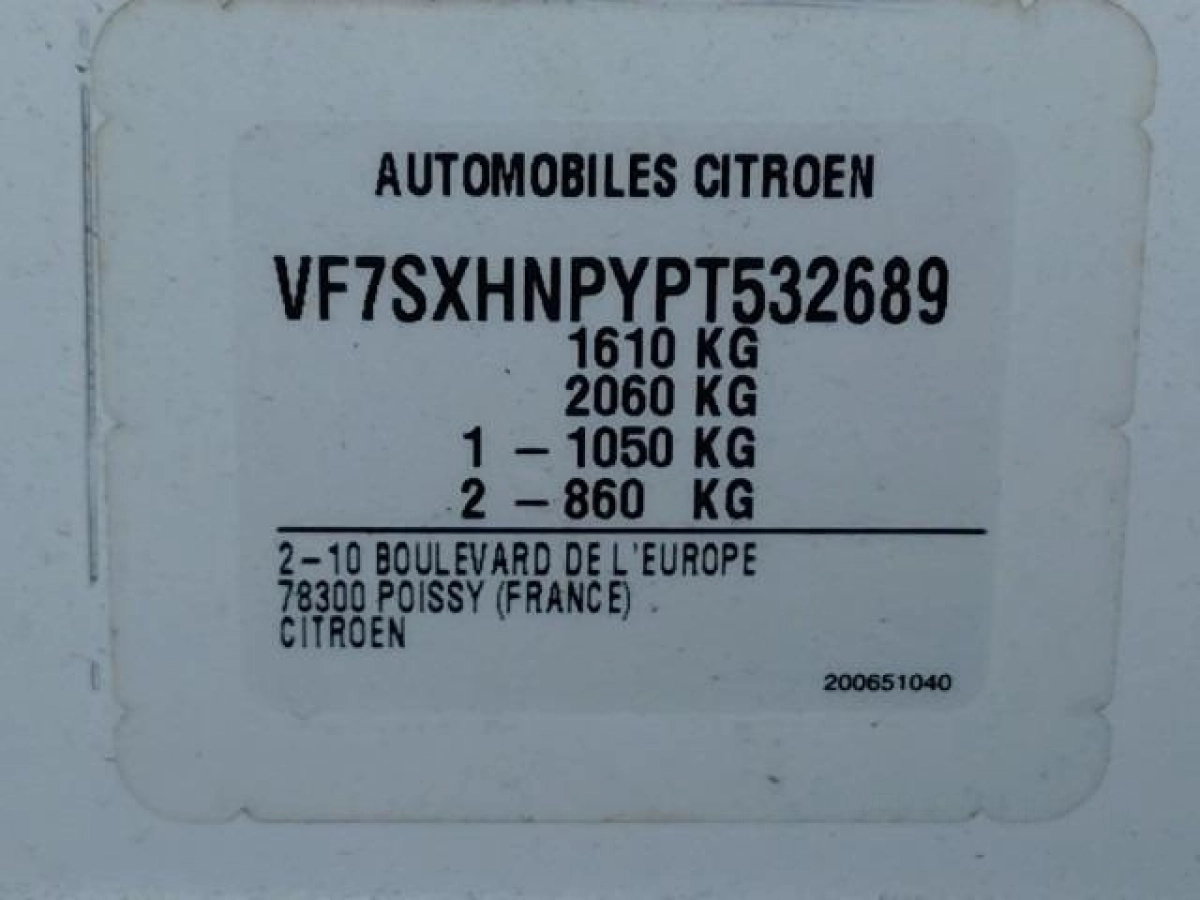 AUTOMOBILES CITROEN
VF7SXHNPYPT532689
1610 KG
2060 KG
1 – 1050 KG
2 – 860 KG
2–10 BOULEVARD DE L'EUROPE
78300 POISSY (FRANCE)
CITROEN
200651040